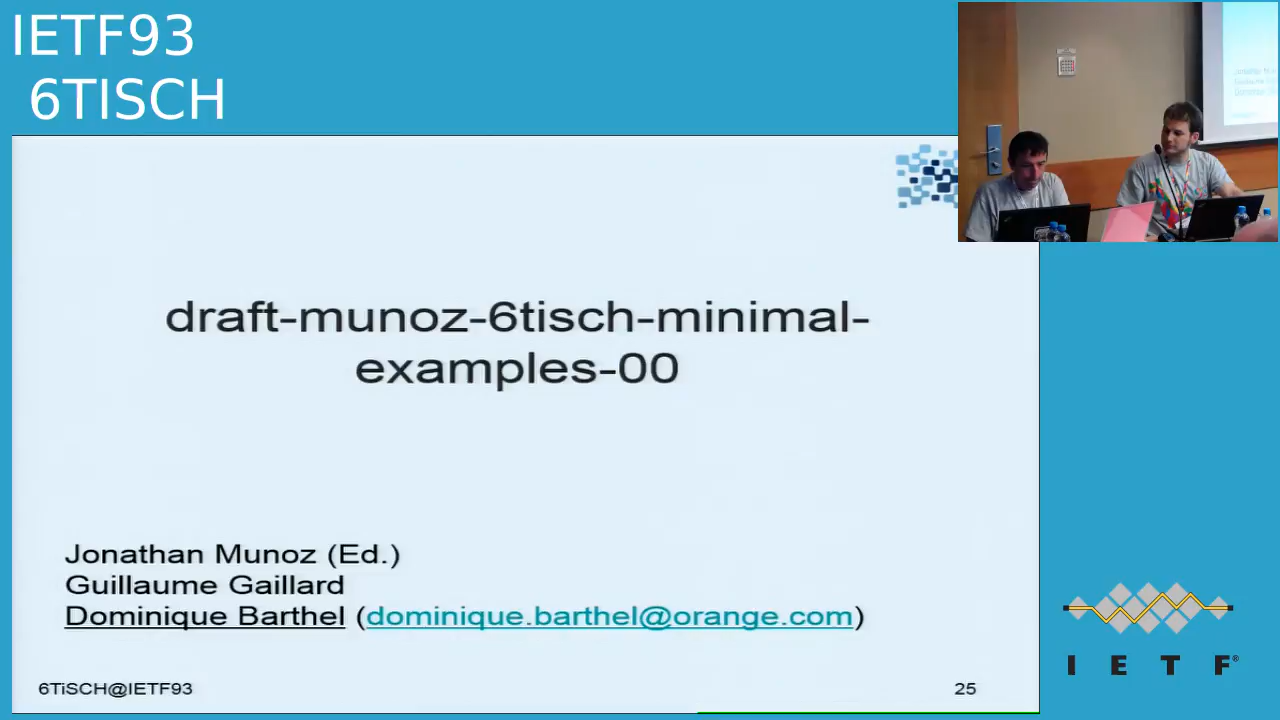 IETF93
6TISCH
draft-munoz-6tisch-minimal-
examples-00
Jonathan Munoz (Ed.)
Guillaume Gaillard
Dominique Barthel (dominique.barthel@orange.com)
6TiSCH@IETF93
25
I E T F®